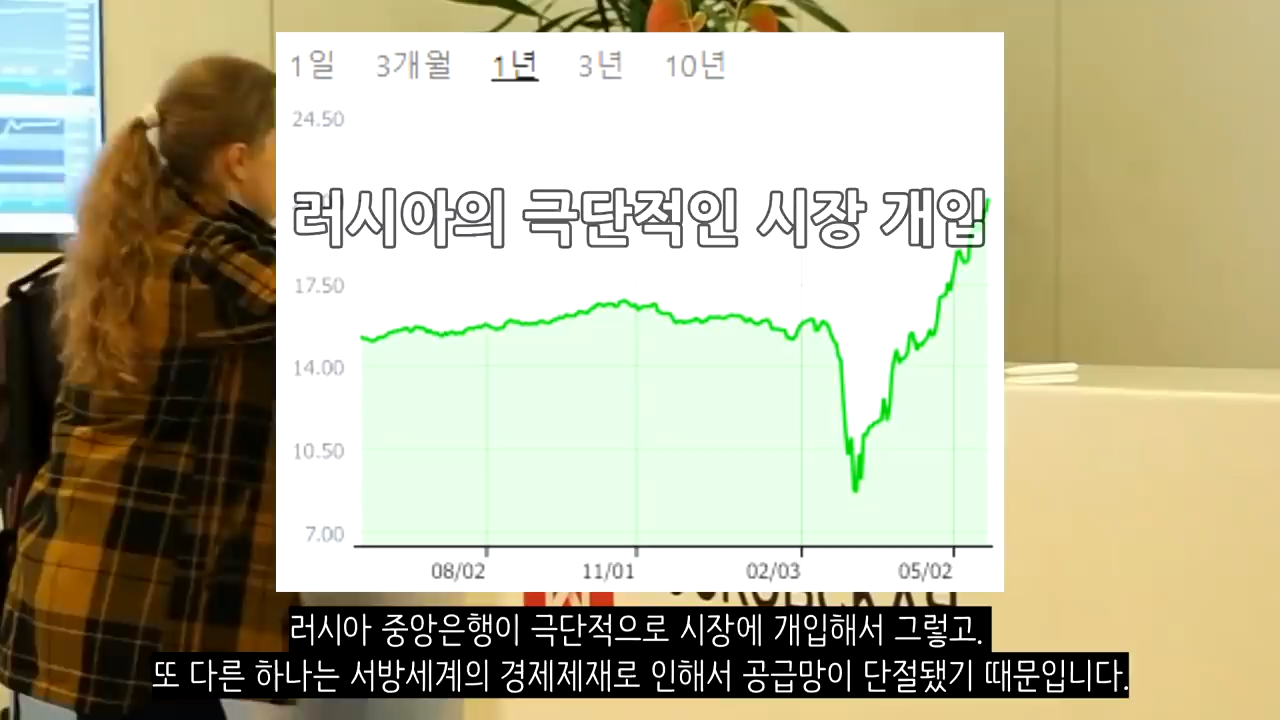 1일 3개월 1년 3년 10년
24.50
러시아의 극단적인 시장 개입
17.50
14.00
10.50
7.00
08/02 11/01 02/03 05/02
러시아 중앙은행이 극단적으로 시장에 개입해서 그렇고.
또 다른 하나는 서방세계의 경제제재로 인해서 공급망이 단절됐기 때문입니다.